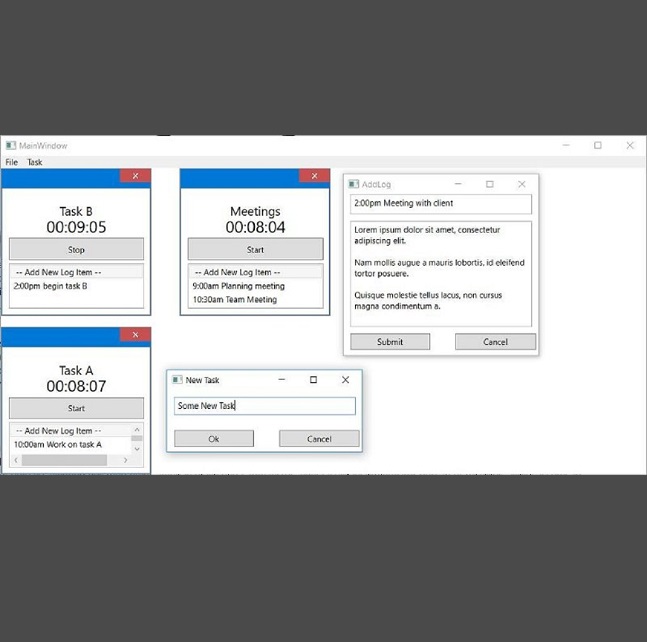 MainWindow
File Task
Task B
00:09:05
Stop
-- Add New Log Item --
2:00pm begin task B
Meetings
00:08:04
Start
-- Add New Log Item --
9:00am Planning meeting
10:30am Team Meeting
AddLog
2:00pm Meeting with client
Lorem ipsum dolor sit amet, consectetur
adipiscing elit.
Nam mollis augue a mauris lobortis, id eleifend
tortor posuere.
Quisque molestie tellus lacus, non cursus
magna condimentum a.
Submit Cancel
Task A
00:08:07
Start
-- Add New Log Item --
10:00am Work on task A
New Task
Some New Task
Ok Cancel